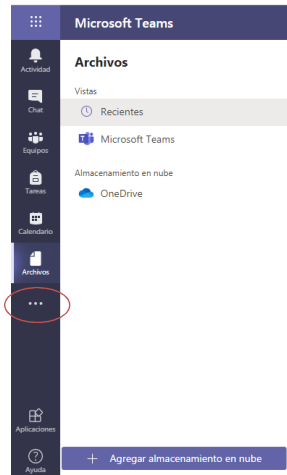 Microsoft Teams
Actividad
Chat
Equipos
Tareas
Calendario
Archivos
...
Aplicaciones
Ayuda
Archivos
Vistas
Recientes
Microsoft Teams
Almacenamiento en nube
OneDrive
+ Agregar almacenamiento en nube